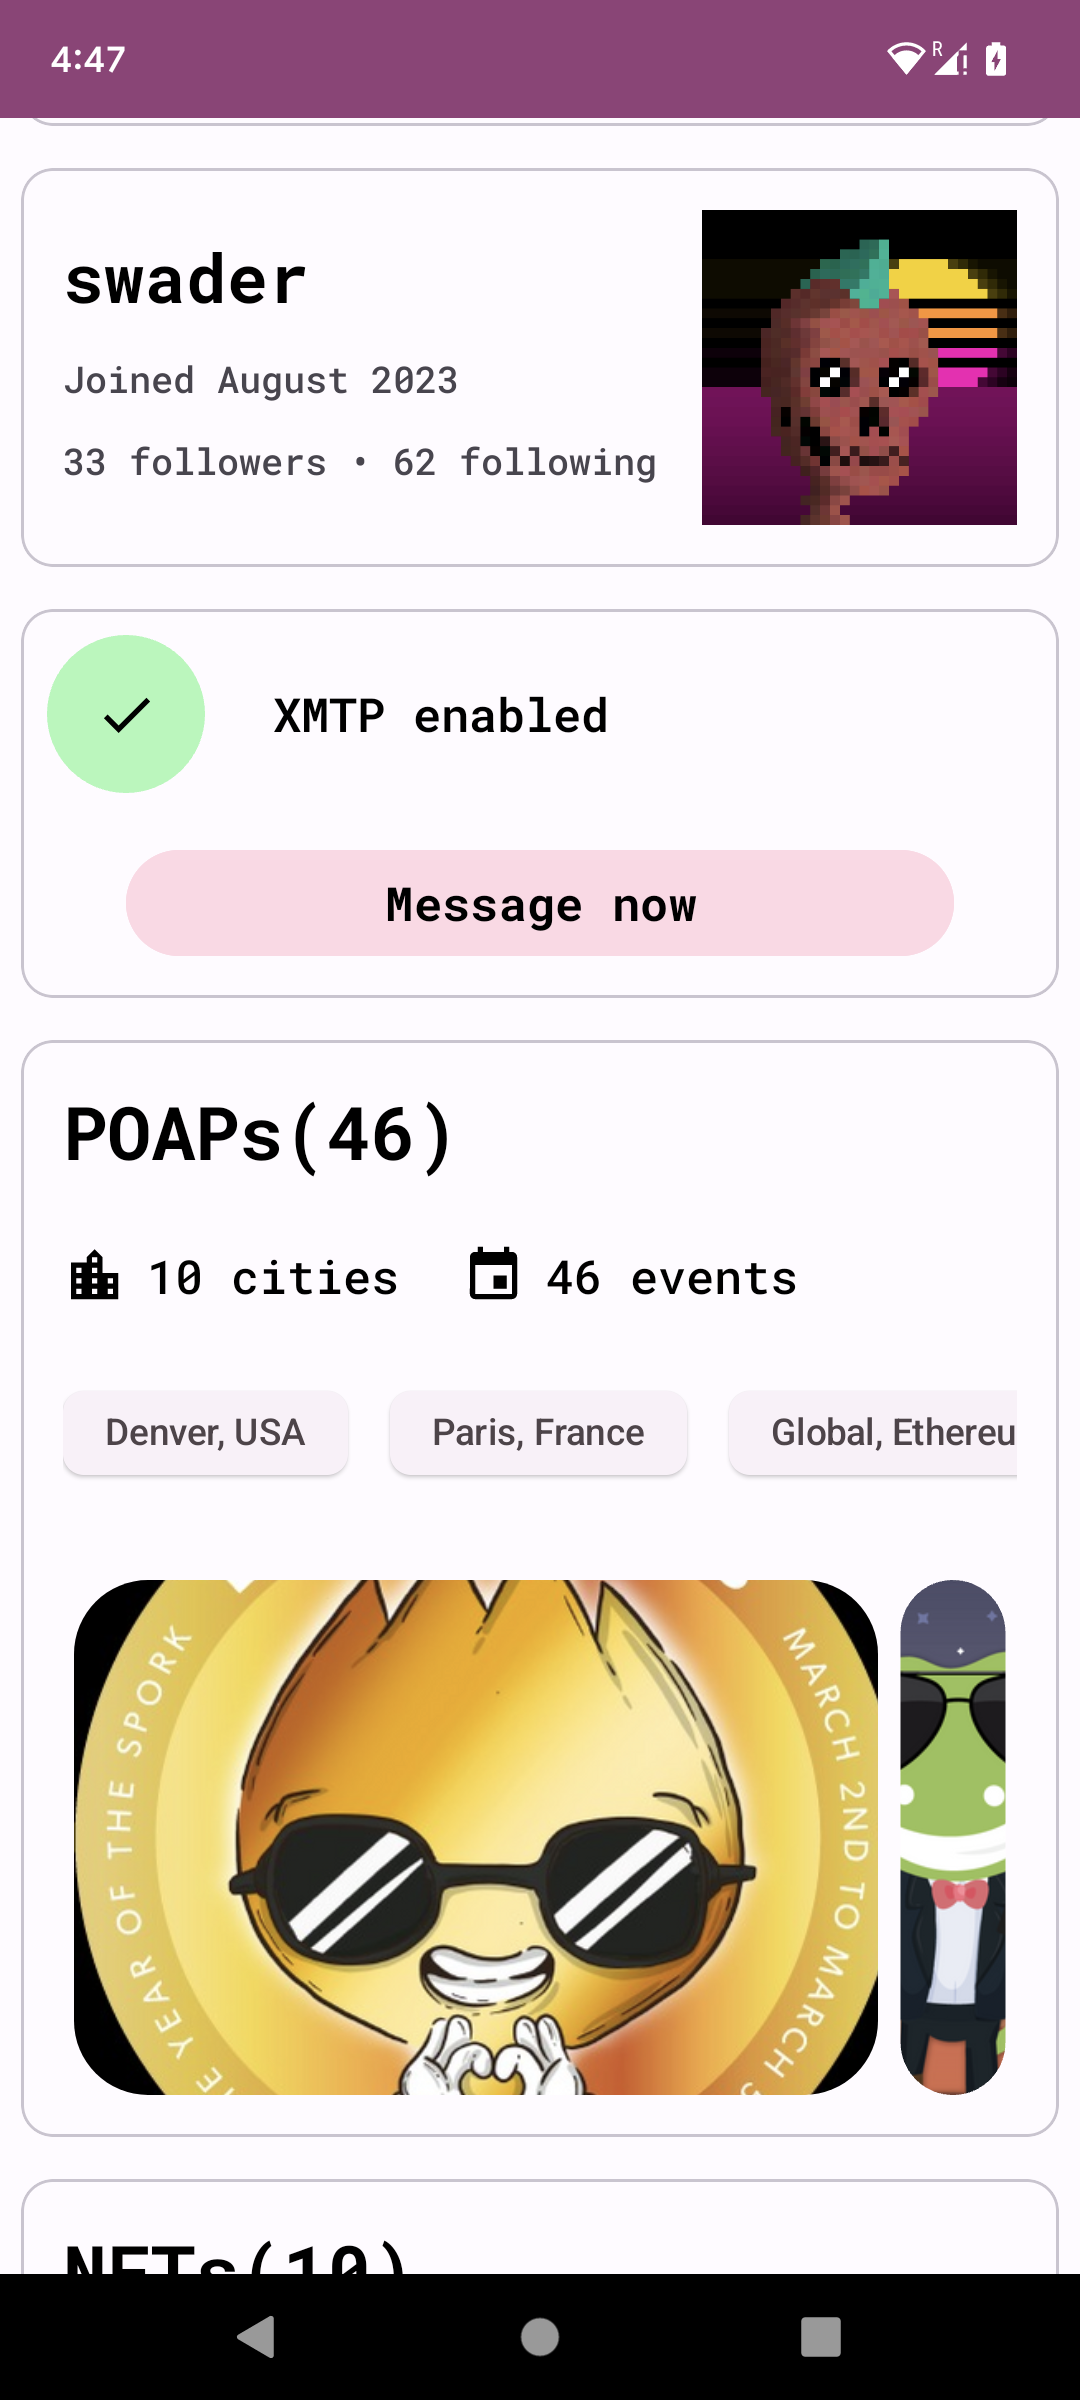 4:47
R
swader
Joined August 2023
33 followers • 62 following
XMTP enabled
Message now
POAPs(46)
10 cities
46 events
Denver, USA
Paris, France
Global, Ethereu
YEAR OF THE SPORK
MARCH 2ND TO MARCH
NFTs(10)